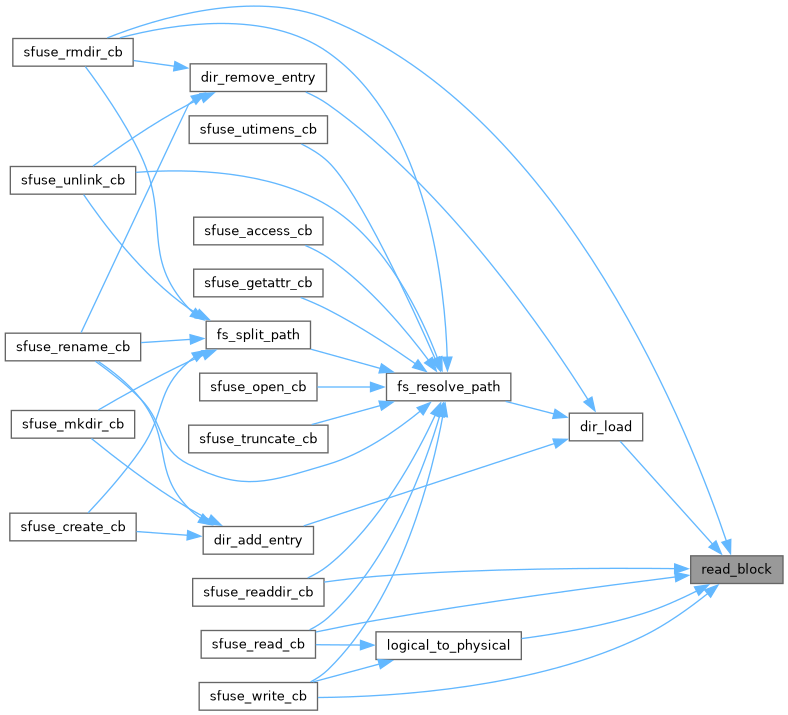 sfuse_rmdir_cb
dir_remove_entry
sfuse_utimens_cb
sfuse_unlink_cb
sfuse_access_cb
sfuse_getattr_cb
fs_split_path
sfuse_rename_cb
sfuse_open_cb
fs_resolve_path
sfuse_mkdir_cb
sfuse_truncate_cb
dir_load
sfuse_create_cb
dir_add_entry
read_block
sfuse_readdir_cb
sfuse_read_cb
logical_to_physical
sfuse_write_cb